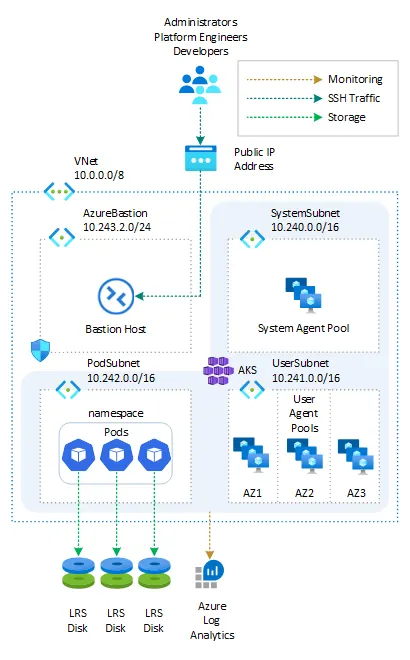 Administrators
Platform Engineers
Developers
Monitoring
SSH Traffic
Storage
Public IP
Address
VNet
10.0.0.0/8
AzureBastion
10.243.2.0/24
SystemSubnet
10.240.0.0/16
Bastion Host
System Agent Pool
PodSubnet
10.242.0.0/16
AKS
UserSubnet
10.241.0.0/16
namespace
Pods
User
Agent
Pools
AZ1
AZ2
AZ3
LRS
Disk
LRS
Disk
LRS
Disk
Azure
Log
Analytics